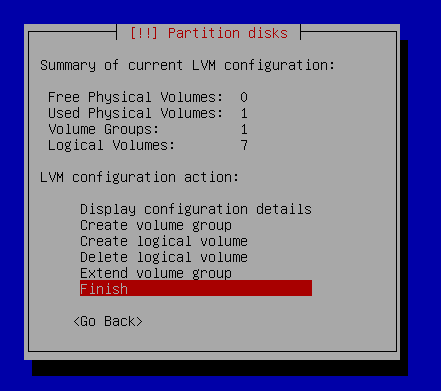 [!!] Partition disks
Summary of current LVM configuration:
Free Physical Volumes: 0
Used Physical Volumes: 1
Volume Groups: 1
Logical Volumes: 7
LVM configuration action:
Display configuration details
Create volume group
Create logical volume
Delete logical volume
Extend volume group
Finish
<Go Back>